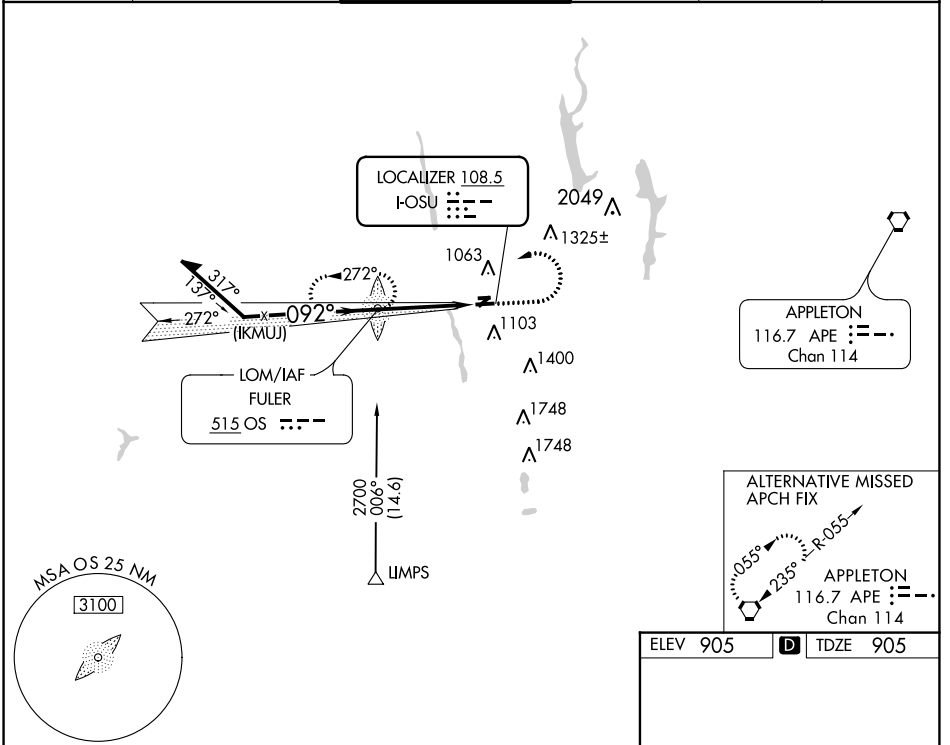 LOCALIZER 108.5
I-OSU
2049
1325±
1063
272°
317°
137°
272°
092°
(IKMUJ)
1103
APPLETON
116.7 APE
Chan 114
LOM/IAF
FULER
515 OS
1400
1748
1748
2700
006°
(14.6)
LIMPS
ALTERNATIVE MISSED
APCH FIX
055°
R-055
235°
APPLETON
116.7 APE
Chan 114
MSA OS 25 NM
3100
ELEV 905 D TDZE 905